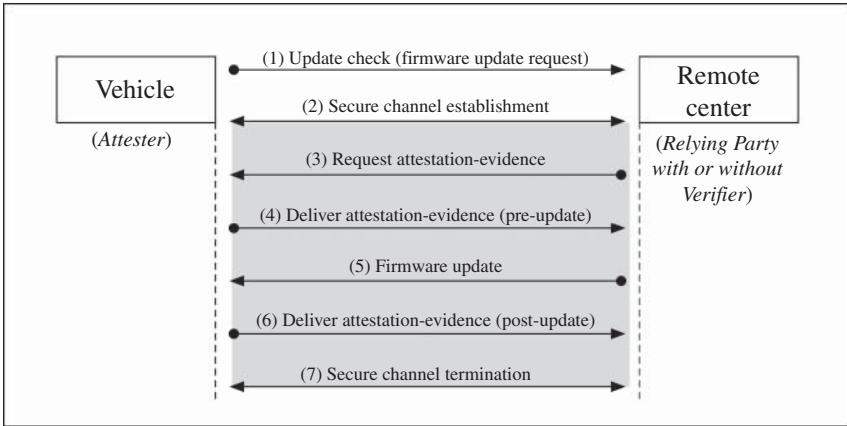 (1) Update check (firmware update request)
Vehicle
Remote
center
(2) Secure channel establishment
(Attester)
(Relying Party
with or without
Verifier)
(3) Request attestation-evidence
(4) Deliver attestation-evidence (pre-update)
(5) Firmware update
(6) Deliver attestation-evidence (post-update)
(7) Secure channel termination